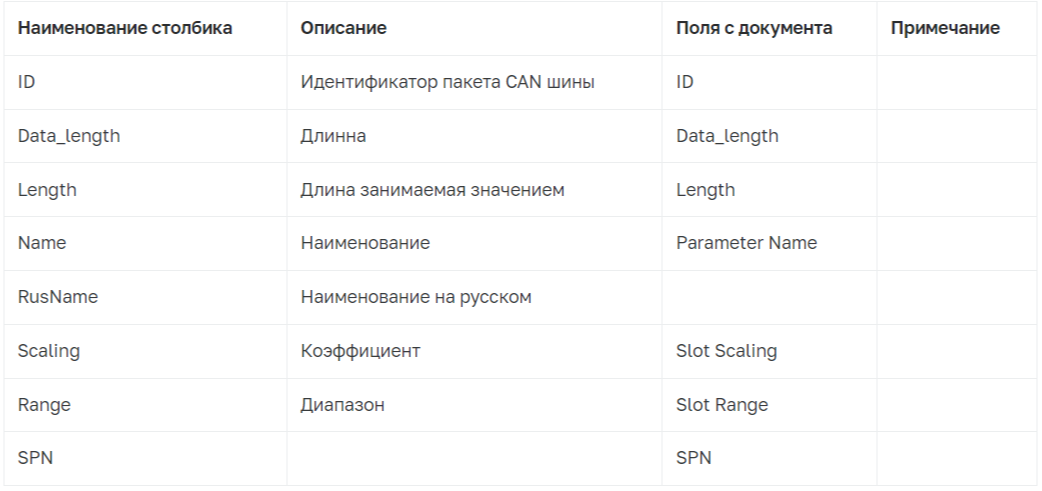 Наименование столбика Описание Поля с документа Примечание
ID Идентификатор пакета CAN шины ID
Data_length Длинна Data_length
Length Длина занимаемая значением Length
Name Наименование Parameter Name
RusName Наименование на русском
Scaling Коэффициент Slot Scaling
Range Диапазон Slot Range
SPN SPN